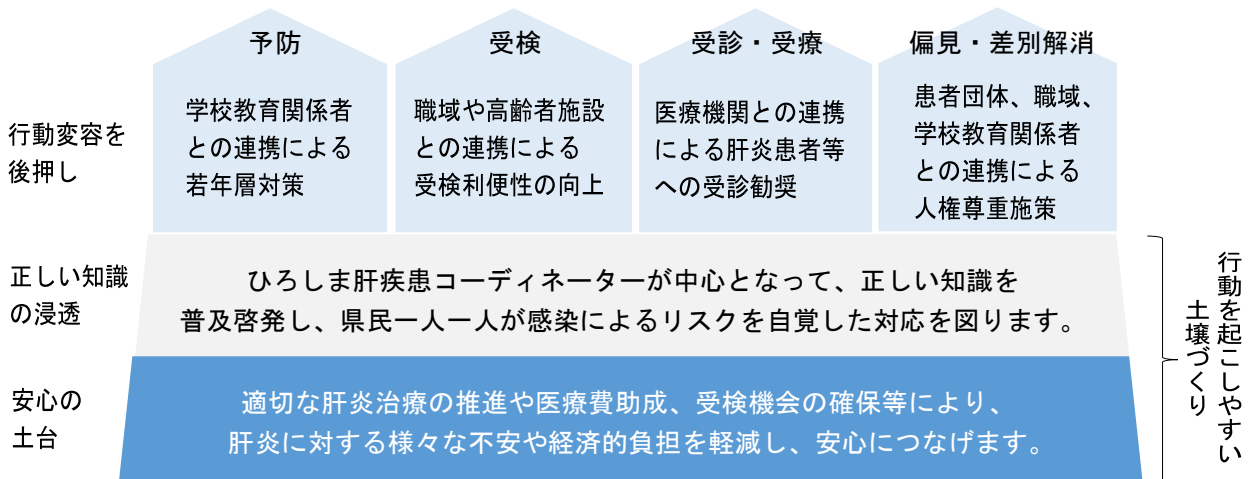 予防
受検
受診・受療
偏見・差別解消
行動変容を
後押し
学校教育関係者
との連携による
若年層対策
職域や高齢者施設
との連携による
受検利便性の向上
医療機関との連携
による肝炎患者等
への受診勧奨
患者団体、職域、
学校教育関係者
との連携による
人権尊重施策
正しい知識
の浸透
ひろしま肝疾患コーディネーターが中心となって、正しい知識を
普及啓発し、県民一人一人が感染によるリスクを自覚した対応を図ります。
安心の
土台
適切な肝炎治療の推進や医療費助成、受検機会の確保等により、
肝炎に対する様々な不安や経済的負担を軽減し、安心につなげます。
行動を起こしやすい
土壌づくり